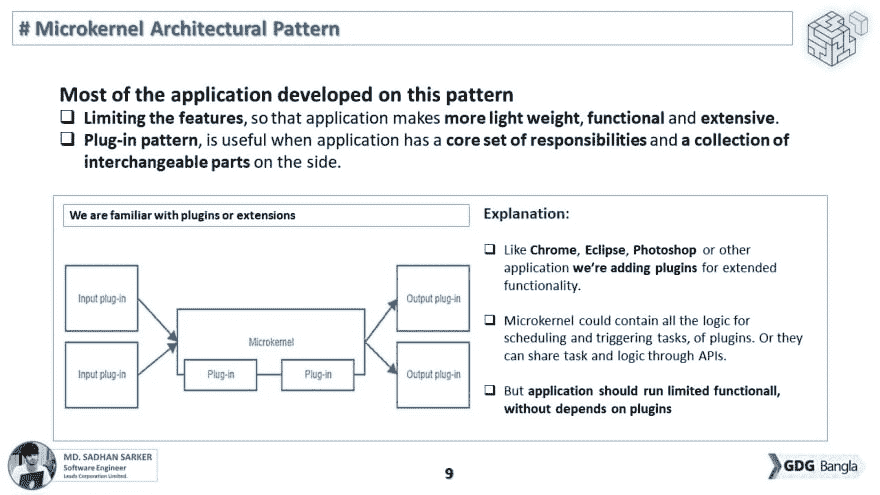 # Microkernel Architectural Pattern
Most of the application developed on this pattern
Limiting the features, so that application makes more light weight, functional and extensive.
Plug-in pattern, is useful when application has a core set of responsibilities and a collection of
interchangeable parts on the side.
We are familiar with plugins or extensions
Input plug-in
Input plug-in
Microkernel
Plug-in
Plug-in
Output plug-in
Output plug-in
Explanation:
Like Chrome, Eclipse, Photoshop or other
application we're adding plugins for extended
functionality.
Microkernel could contain all the logic for
scheduling and triggering tasks, of plugins. Or they
can share task and logic through APIs.
But application should run limited functionall,
without depends on plugins
MD. SADHAN SARKER
Software Engineer
Leads Corporation Limited.
9
GDG Bangla